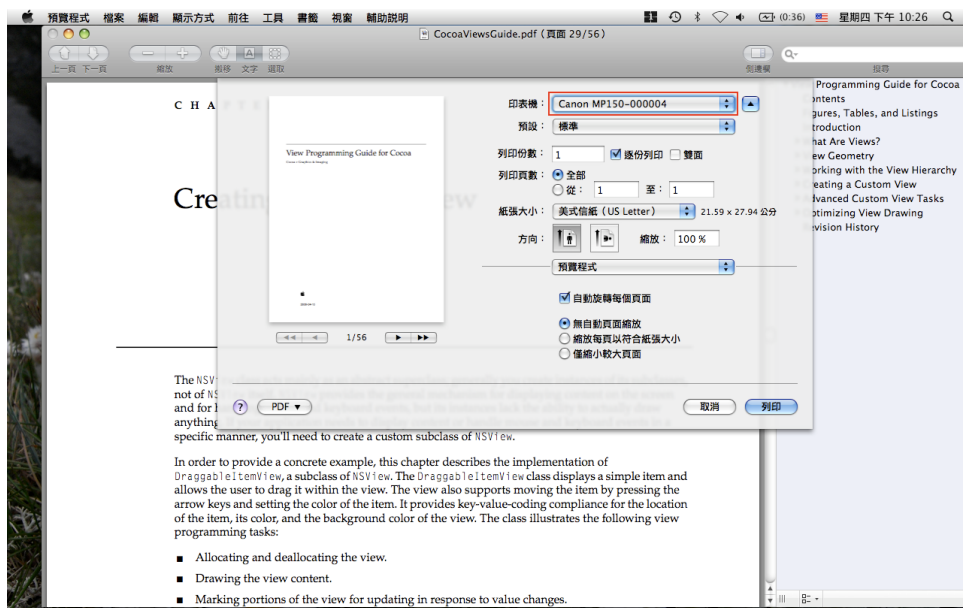 預覽程式 檔案 編輯 顯示方式 前往 工具 書籤 視窗 輔助說明 (0:36) 星期四 下午 10:26
CocoaViewsGuide.pdf（頁面 29/56）
上一頁 下一頁 縮放 搬移 文字 選取 側邊欄 搜尋
CHA
Creating
印表機： Canon MP150-000004
預設： 標準
列印份數： 1 逐份列印 雙面
列印頁數： 全部
從： 1 至： 1
紙張大小： 美式信紙（US Letter） 21.59 x 27.94 公分
方向： 縮放： 100 %
預覽程式
自動旋轉每個頁面
無自動頁面縮放
縮放每頁以符合紙張大小
僅縮小較大頁面
View Programming Guide for Cocoa
1/56
? PDF ▼ 取消 列印
Programming Guide for Cocoa
ontents
gures, Tables, and Listings
troduction
hat Are Views?
ew Geometry
orking with the View Hierarchy
eating a Custom View
dvanced Custom View Tasks
ptimizing View Drawing
evision History
The NSV
not of NS
and for
anything
specific manner, you'll need to create a custom subclass of NSView.
In order to provide a concrete example, this chapter describes the implementation of
DraggableItemView, a subclass of NSView. The DraggableItemView class displays a simple item and
allows the user to drag it within the view. The view also supports moving the item by pressing the
arrow keys and setting the color of the item. It provides key-value-coding compliance for the location
of the item, its color, and the background color of the view. The class illustrates the following view
programming tasks:
■ Allocating and deallocating the view.
■ Drawing the view content.
■ Marking portions of the view for updating in response to value changes.